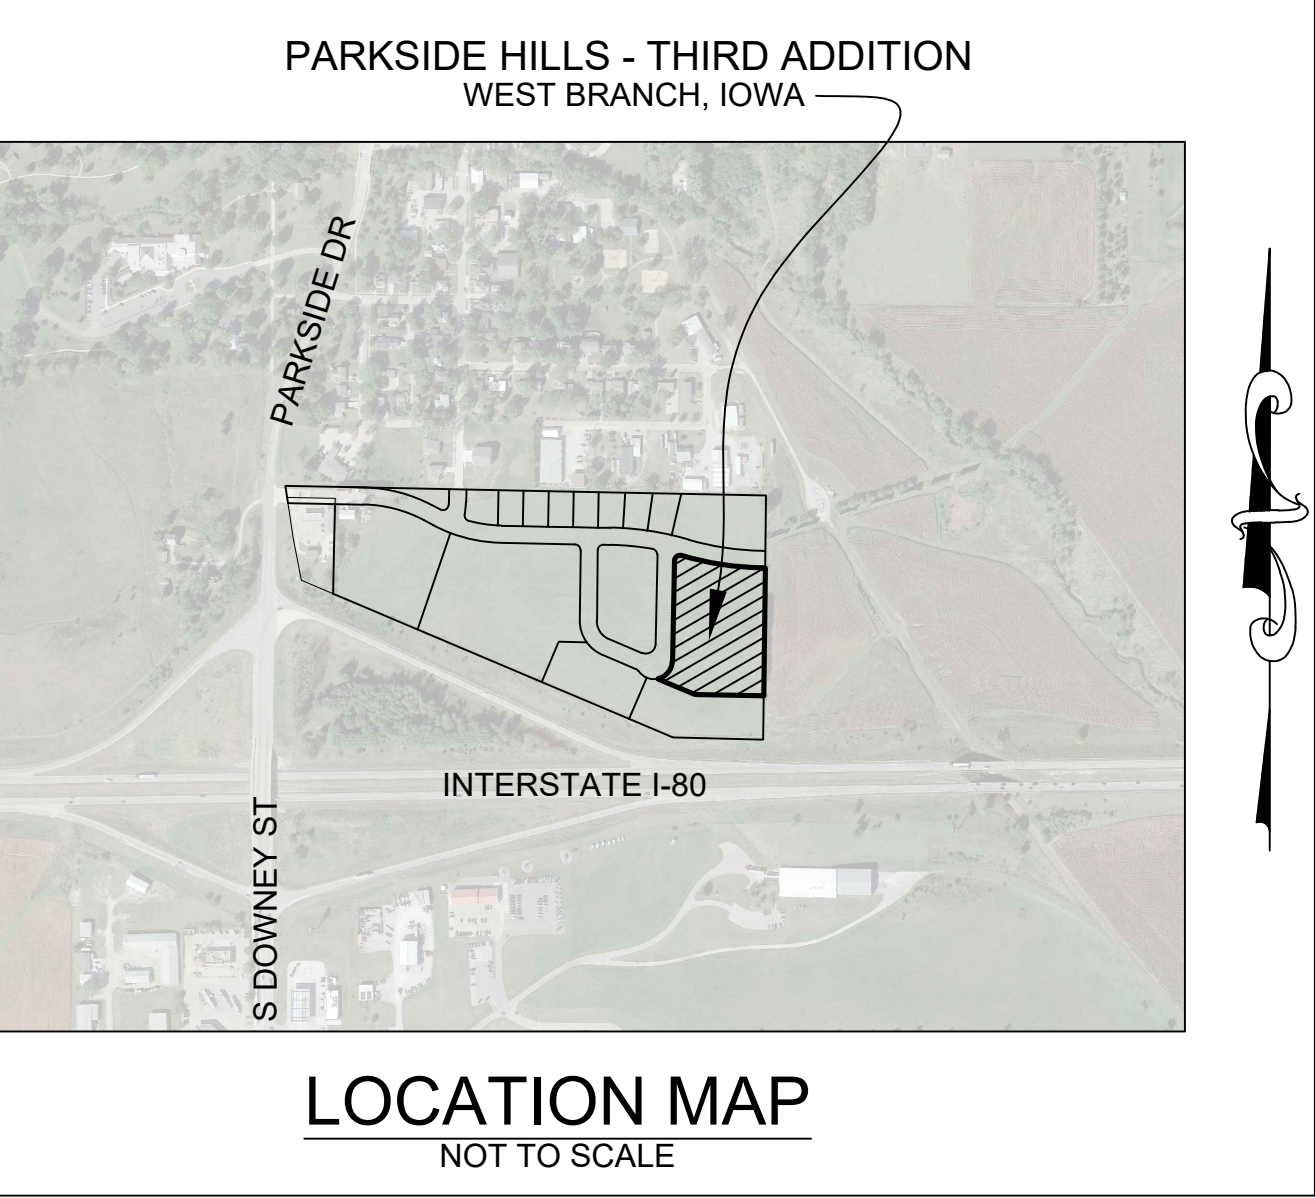 PARKSIDE HILLS - THIRD ADDITION
WEST BRANCH, IOWA
PARKSIDE DR
INTERSTATE I-80
S DOWNEY ST
LOCATION MAP
NOT TO SCALE